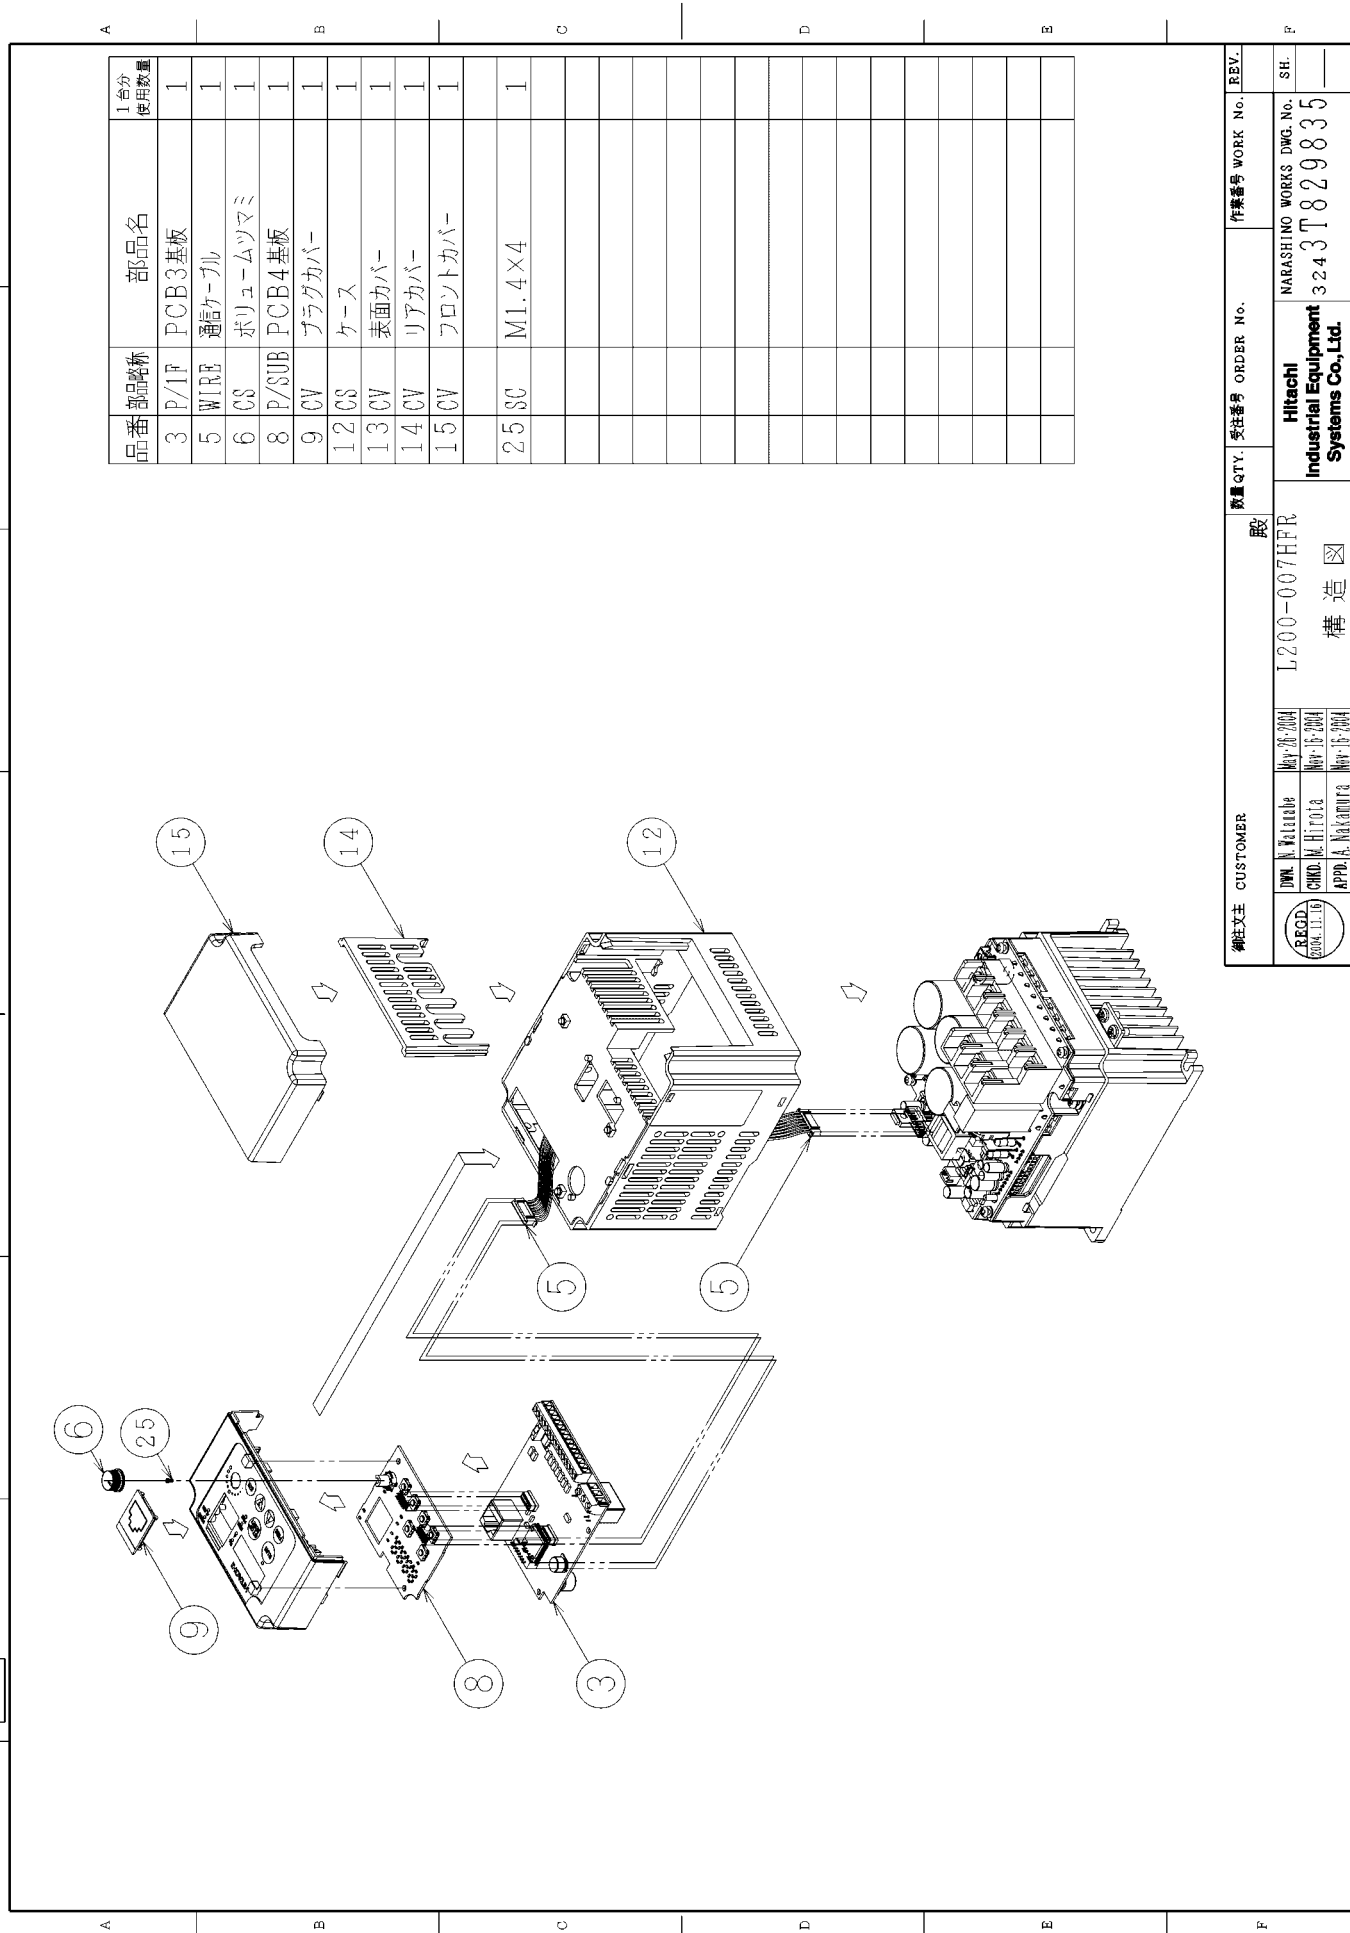 A
B
C
D
E
F
品番 部品略称 部品名 1台分使用数量
3 P/IF PCB3基板 1
5 WIRE 通信ケーブル 1
6 CS ボリュームツマミ 1
8 P/SUB PCB4基板 1
9 CV プラグカバー 1
12 CS ケース 1
13 CV 表面カバー 1
14 CV リアカバー 1
15 CV フロントカバー 1
25 SC M1.4×4 1
6
25
9
8
3
5
5
15
14
12
御注文主 CUSTOMER 殿 数量 QTY. 受注番号 ORDER No. 作業番号 WORK No. REV.
REGD
2004.11.16
DWN. N.Watanabe May-26-2004
CHKD. M.Hirota Nov-16-2004
APPD. A.Nakamura Nov-16-2004
L200-007HFR
構造図
Hitachi
Industrial Equipment
Systems Co.,Ltd.
NARASHINO WORKS DWG. No. SH.
3243T829835
A
B
C
D
E
F